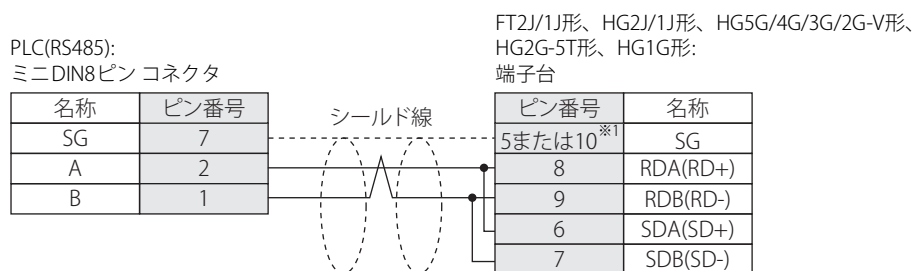 FT2J/1J形、HG2J/1J形、HG5G/4G/3G/2G-V形、
HG2G-5T形、HG1G形:
端子台
PLC(RS485):
ミニDIN8ピン コネクタ
名称 ピン番号
SG 7
A 2
B 1
シールド線
ピン番号 名称
5または10※1 SG
8 RDA(RD+)
9 RDB(RD-)
6 SDA(SD+)
7 SDB(SD-)